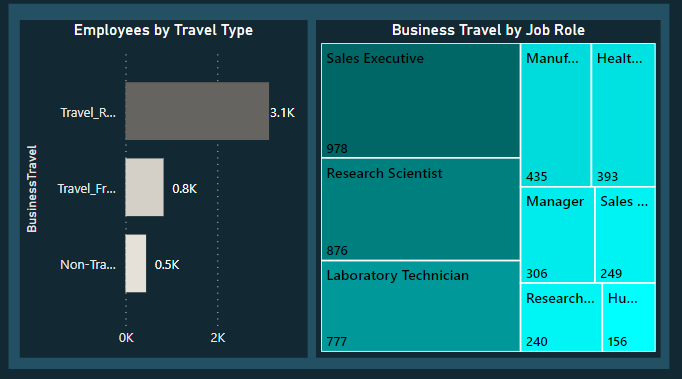 Employees by Travel Type
BusinessTravel
Travel_R...
3.1K
Travel_Fr...
0.8K
Non-Tra...
0.5K
0K
2K
Business Travel by Job Role
Sales Executive
978
Research Scientist
876
Laboratory Technician
777
Manuf...
435
Healt...
393
Manager
306
Sales ...
249
Research...
240
Hu...
156